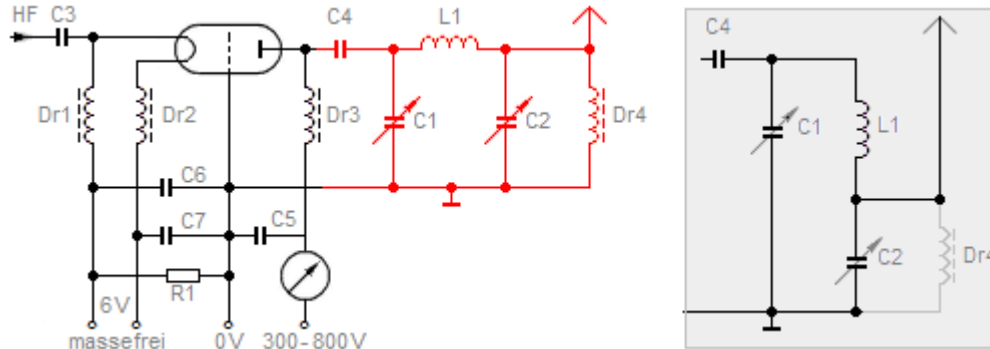 HF
C3
C4
L1
C4
Dr1
Dr2
Dr3
C1
C2
Dr4
C1
L1
C6
C7
C5
C2
Dr4
R1
6V
massefrei
0V
300-800V